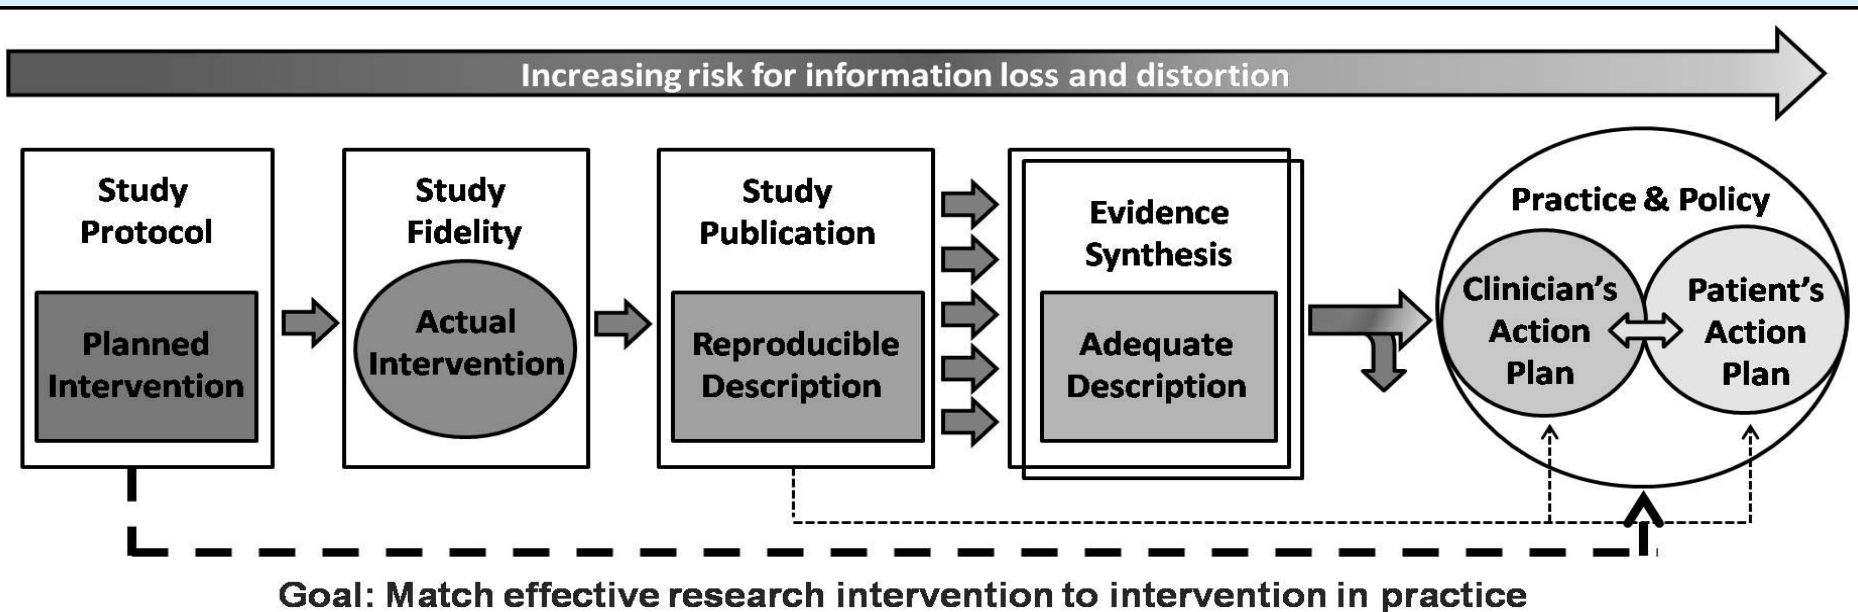 Increasing risk for information loss and distortion
Study
Protocol
Planned
Intervention
Study
Fidelity
Actual
Intervention
Study
Publication
Reproducible
Description
Evidence
Synthesis
Adequate
Description
Practice & Policy
Clinician's
Action
Plan
Patient's
Action
Plan
Goal: Match effective research intervention to intervention in practice